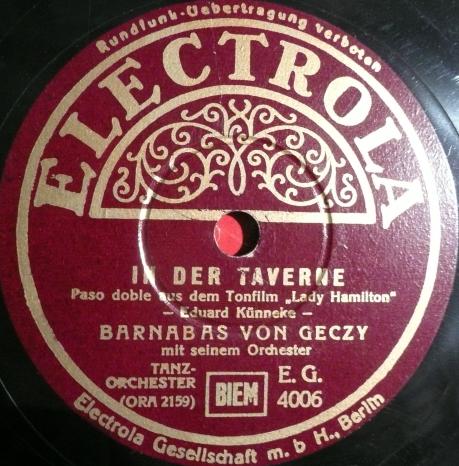 Rundfunk-Uebertragung verboten
ELECTROLA
IN DER TAVERNE
Paso doble aus dem Tonfilm „Lady Hamilton“
– Eduard Künneke –
BARNABAS VON GECZY
mit seinem Orchester
TANZ-
ORCHESTER
(ORA 2159)
BIEM
E. G.
4006
Electrola Gesellschaft m. b H., Berlin